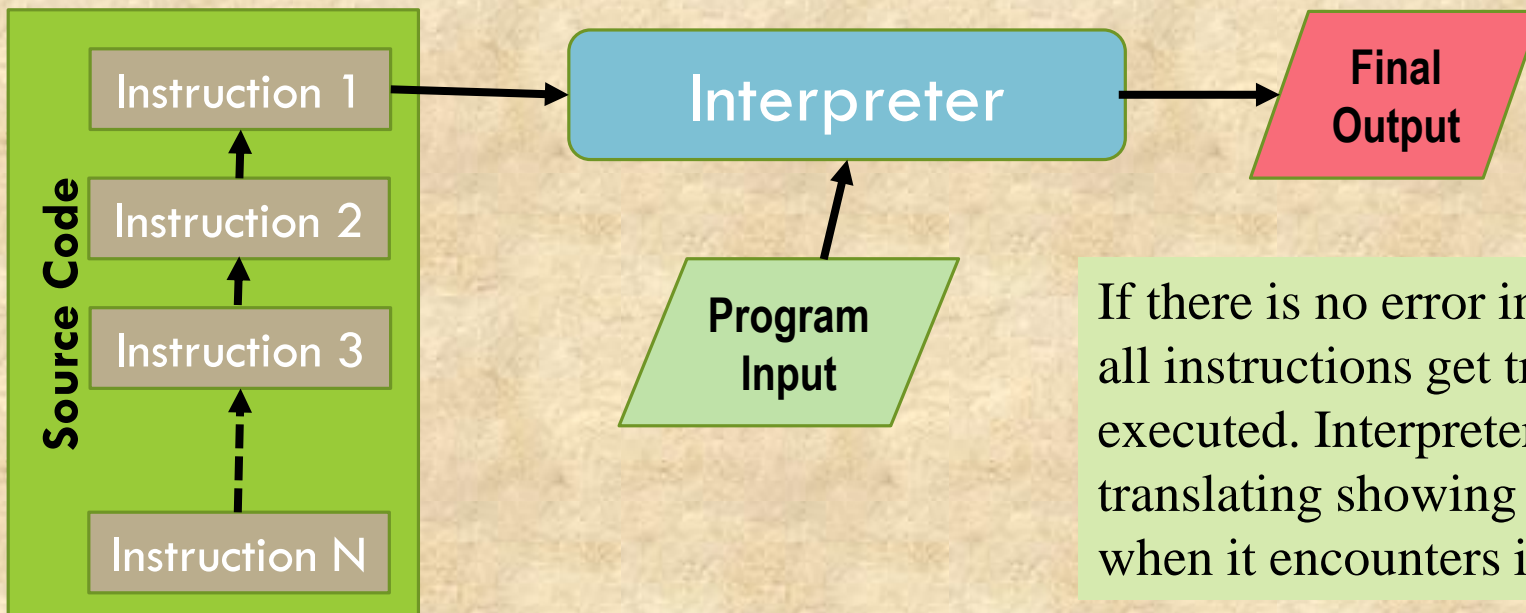 Source Code
Instruction 1
Instruction 2
Instruction 3
Instruction N
Interpreter
Program
Input
Final
Output
If there is no error in
all instructions get
executed. Interpreter
translating showing
when it encounters